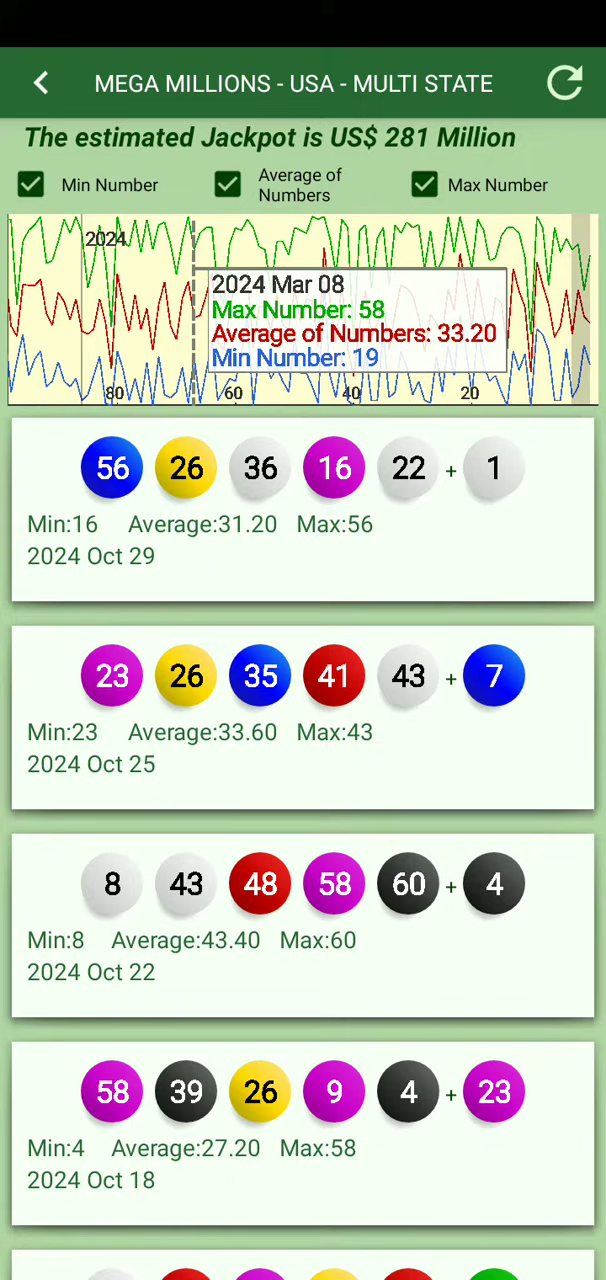 MEGA MILLIONS - USA - MULTI STATE
The estimated Jackpot is US$ 281 Million
Min Number
Average of
Numbers
Max Number
2024
2024 Mar 08
Max Number: 58
Average of Numbers: 33.20
Min Number: 19
80 60 40 20
56 26 36 16 22 + 1
Min:16 Average:31.20 Max:56
2024 Oct 29
23 26 35 41 43 + 7
Min:23 Average:33.60 Max:43
2024 Oct 25
8 43 48 58 60 + 4
Min:8 Average:43.40 Max:60
2024 Oct 22
58 39 26 9 4 + 23
Min:4 Average:27.20 Max:58
2024 Oct 18